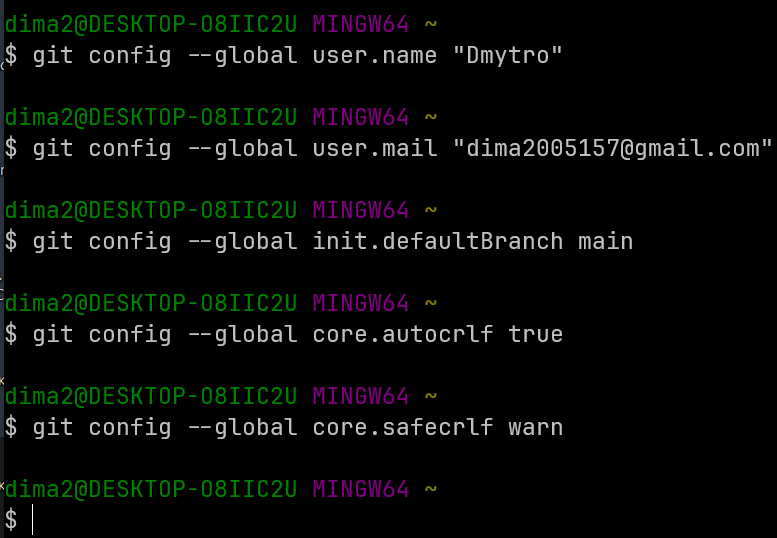 dima2@DESKTOP-O8IIC2U MINGW64 ~
$ git config --global user.name "Dmytro"
dima2@DESKTOP-O8IIC2U MINGW64 ~
$ git config --global user.mail "dima2005157@gmail.com"
dima2@DESKTOP-O8IIC2U MINGW64 ~
$ git config --global init.defaultBranch main
dima2@DESKTOP-O8IIC2U MINGW64 ~
$ git config --global core.autocrlf true
dima2@DESKTOP-O8IIC2U MINGW64 ~
$ git config --global core.safecrlf warn
dima2@DESKTOP-O8IIC2U MINGW64 ~
$